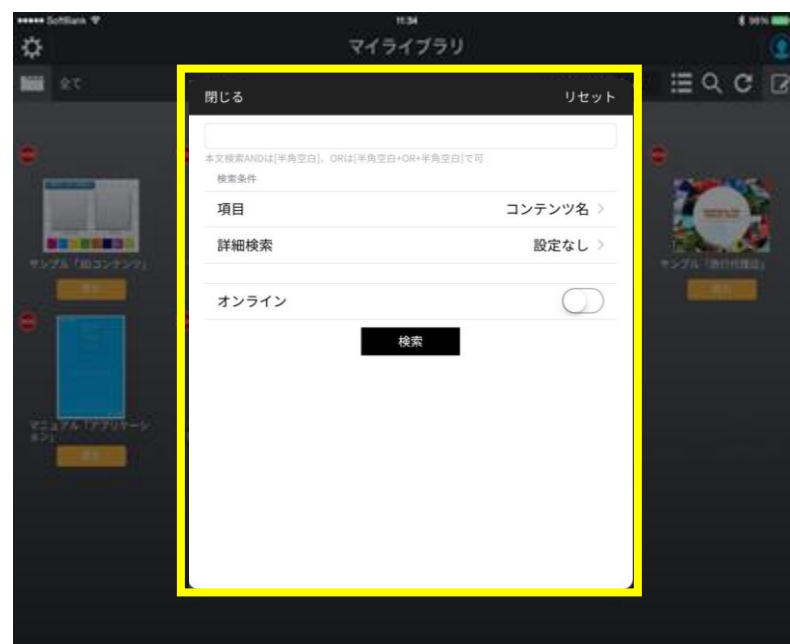 SoftBank
11:34
98%
マイライブラリ
全て
閉じる
リセット
本文検索ANDは[半角空白]、ORは[半角空白+OR+半角空白]で可
検索条件
項目
コンテンツ名
詳細検索
設定なし
オンライン
検索
サンプル「3Dコンテンツ」
サンプル「旅行代理店」
マニュアル「アプリケーション」